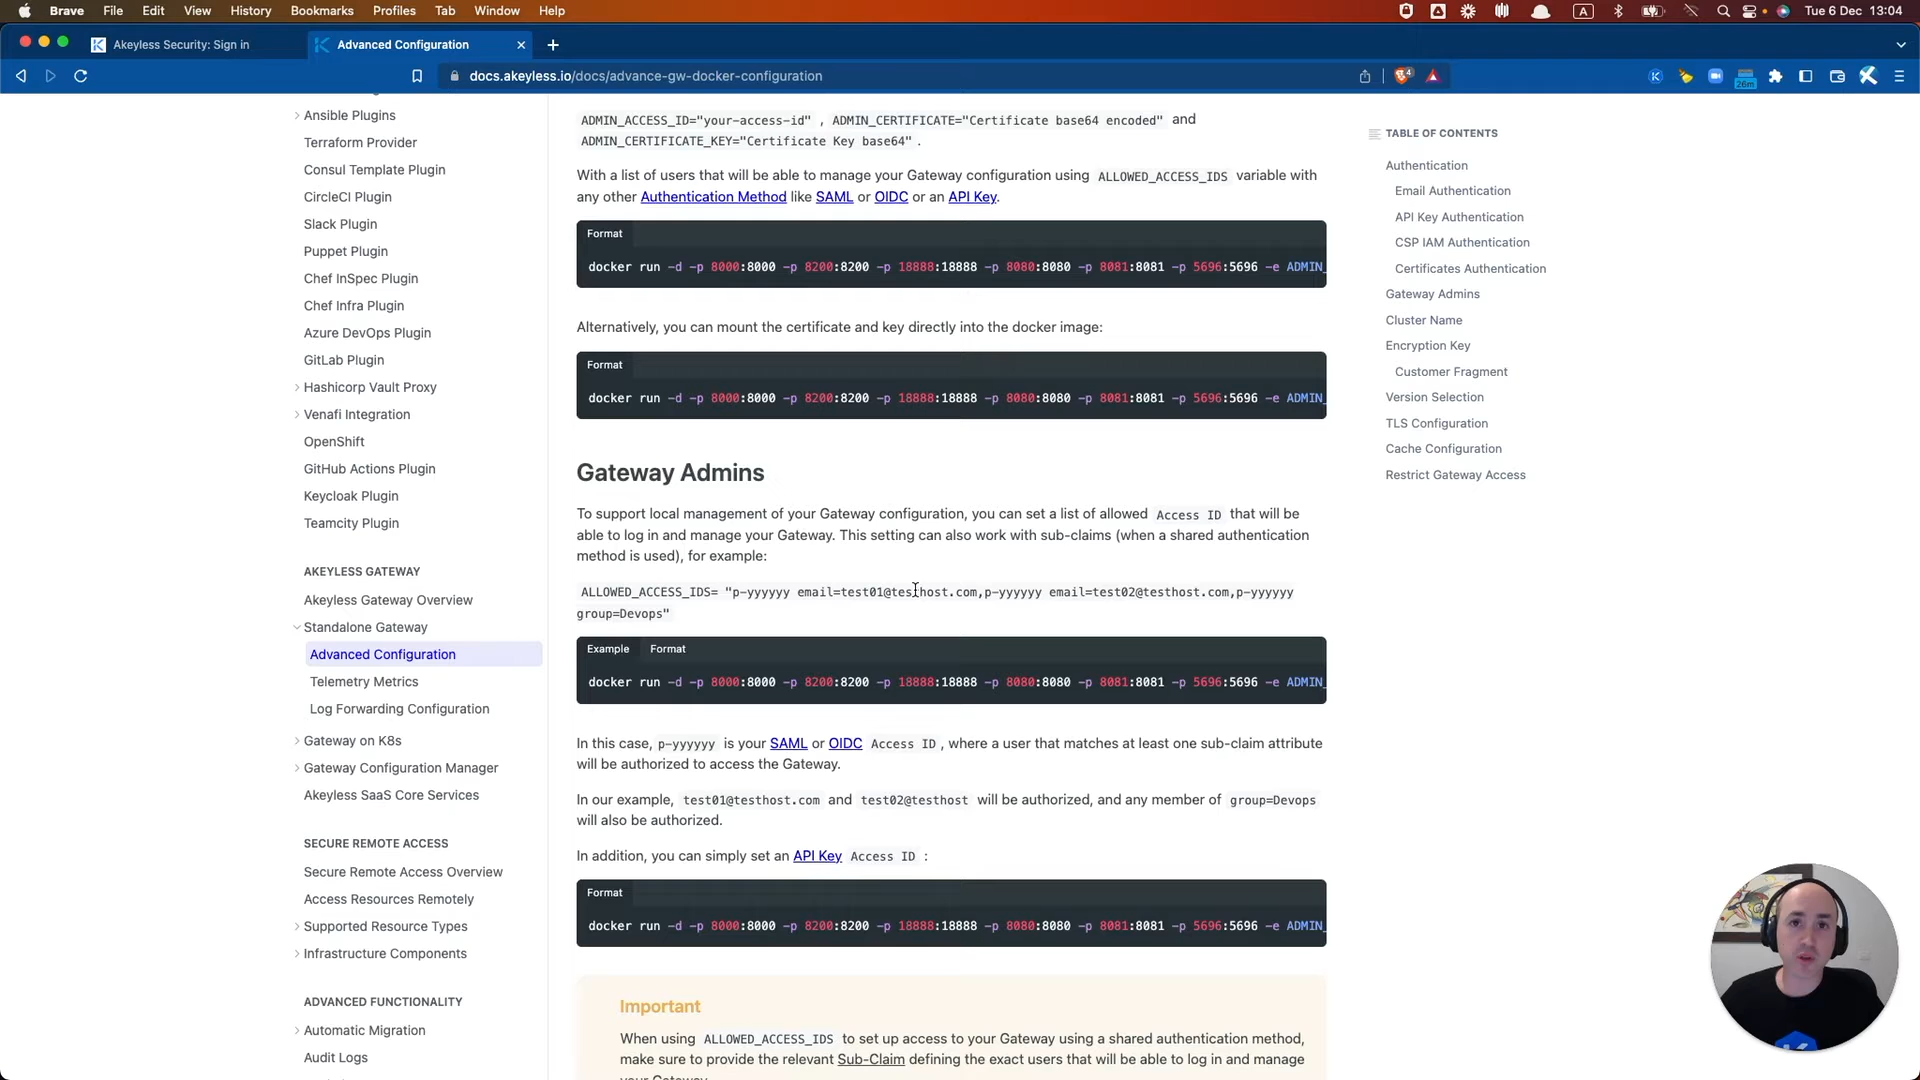 Brave File Edit View History Bookmarks Profiles Tab Window Help
A
Tue 6 Dec 13:04
Akeyless Security: Sign in
Advanced Configuration
docs.akeyless.io/docs/advance-gw-docker-configuration
4
26m
Ansible Plugins
Terraform Provider
Consul Template Plugin
CircleCI Plugin
Slack Plugin
Puppet Plugin
Chef InSpec Plugin
Chef Infra Plugin
Azure DevOps Plugin
GitLab Plugin
Hashicorp Vault Proxy
Venafi Integration
OpenShift
GitHub Actions Plugin
Keycloak Plugin
Teamcity Plugin
AKEYLESS GATEWAY
Akeyless Gateway Overview
Standalone Gateway
Advanced Configuration
Telemetry Metrics
Log Forwarding Configuration
Gateway on K8s
Gateway Configuration Manager
Akeyless SaaS Core Services
SECURE REMOTE ACCESS
Secure Remote Access Overview
Access Resources Remotely
Supported Resource Types
Infrastructure Components
ADVANCED FUNCTIONALITY
Automatic Migration
Audit Logs
ADMIN_ACCESS_ID="your-access-id" , ADMIN_CERTIFICATE="Certificate base64 encoded" and
ADMIN_CERTIFICATE_KEY="Certificate Key base64" .
With a list of users that will be able to manage your Gateway configuration using ALLOWED_ACCESS_IDS variable with
any other Authentication Method like SAML or OIDC or an API Key.
Format
docker run -d -p 8000:8000 -p 8200:8200 -p 18888:18888 -p 8080:8080 -p 8081:8081 -p 5696:5696 -e ADMIN_
Alternatively, you can mount the certificate and key directly into the docker image:
Format
docker run -d -p 8000:8000 -p 8200:8200 -p 18888:18888 -p 8080:8080 -p 8081:8081 -p 5696:5696 -e ADMIN_
Gateway Admins
To support local management of your Gateway configuration, you can set a list of allowed Access ID that will be
able to log in and manage your Gateway. This setting can also work with sub-claims (when a shared authentication
method is used), for example:
ALLOWED_ACCESS_IDS= "p-yyyyyy email=test01@testhost.com,p-yyyyyy email=test02@testhost.com,p-yyyyyy
group=Devops"
Example Format
docker run -d -p 8000:8000 -p 8200:8200 -p 18888:18888 -p 8080:8080 -p 8081:8081 -p 5696:5696 -e ADMIN_
In this case, p-yyyyyy is your SAML or OIDC Access ID , where a user that matches at least one sub-claim attribute
will be authorized to access the Gateway.
In our example, test01@testhost.com and test02@testhost will be authorized, and any member of group=Devops
will also be authorized.
In addition, you can simply set an API Key Access ID :
Format
docker run -d -p 8000:8000 -p 8200:8200 -p 18888:18888 -p 8080:8080 -p 8081:8081 -p 5696:5696 -e ADMIN_
Important
When using ALLOWED_ACCESS_IDS to set up access to your Gateway using a shared authentication method,
make sure to provide the relevant Sub-Claim defining the exact users that will be able to log in and manage
your Gateway.
TABLE OF CONTENTS
Authentication
Email Authentication
API Key Authentication
CSP IAM Authentication
Certificates Authentication
Gateway Admins
Cluster Name
Encryption Key
Customer Fragment
Version Selection
TLS Configuration
Cache Configuration
Restrict Gateway Access